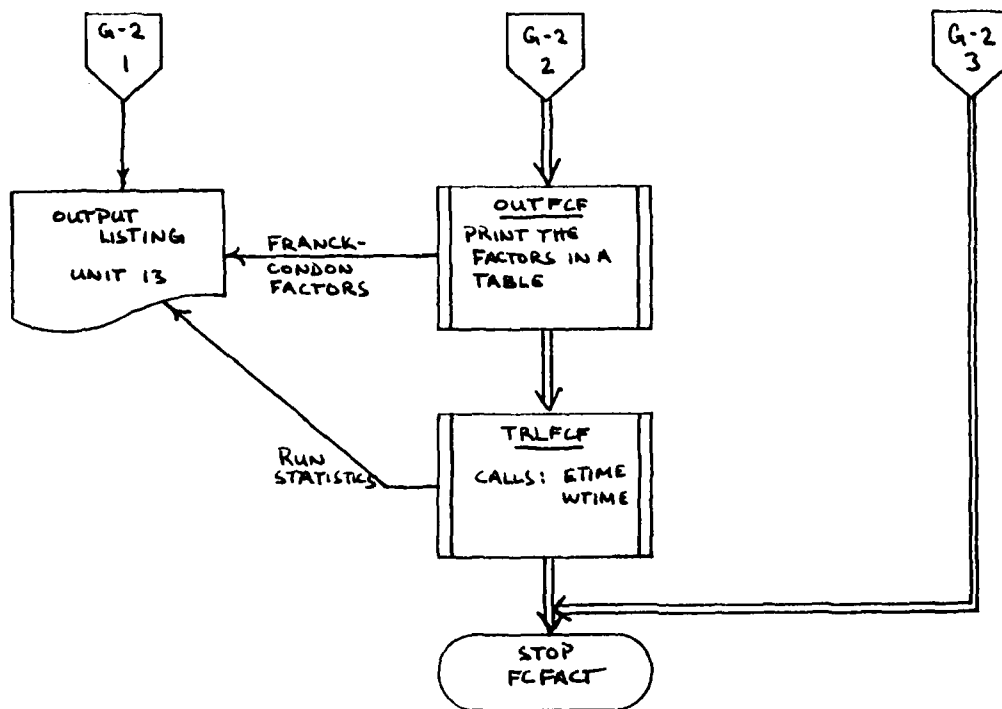 G-2
1
G-2
2
G-2
3
OUTPUT
LISTING
UNIT 13
FRANCK-
CONDON
FACTORS
OUTFCF
PRINT THE
FACTORS IN A
TABLE
RUN
STATISTICS
TRLFCF
CALLS: ETIME
WTIME
STOP
FCFACT